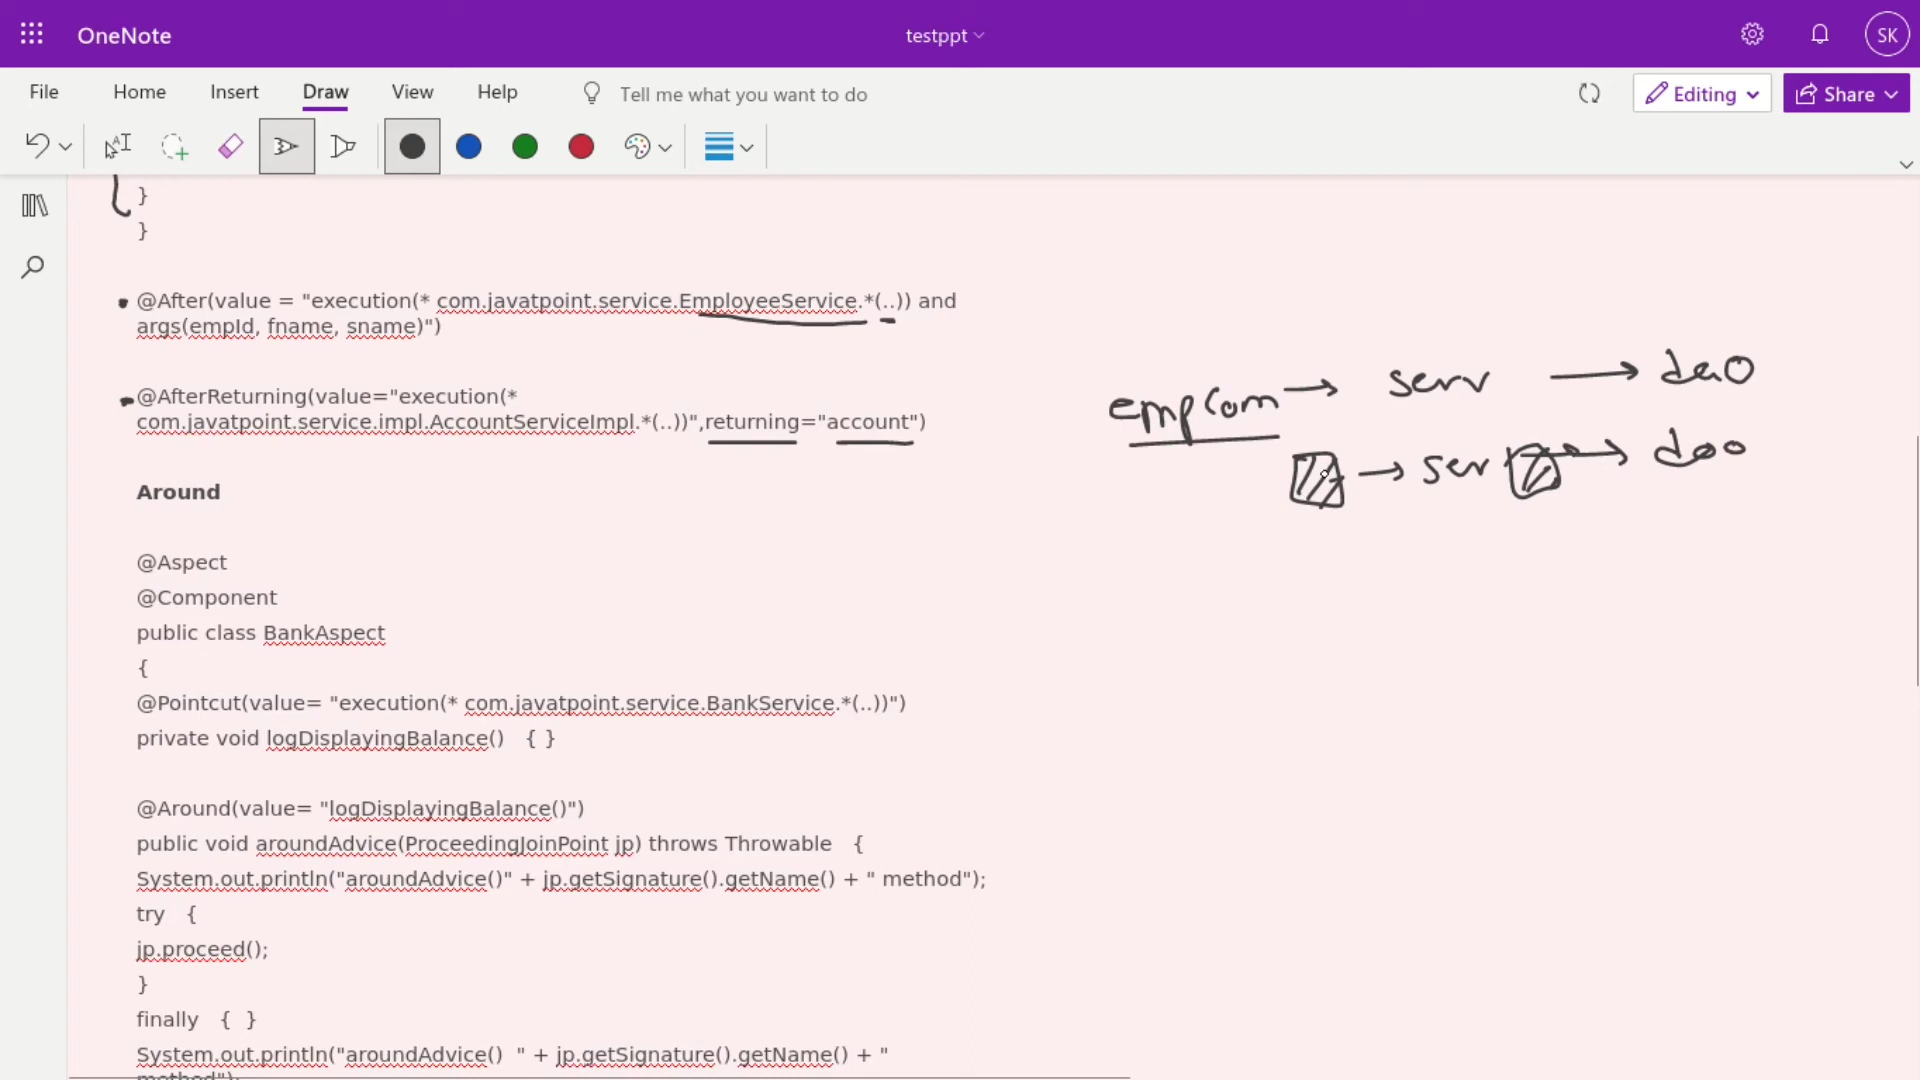 OneNote
testppt
SK
File
Home
Insert
Draw
View
Help
Tell me what you want to do
Editing
Share
}
}
@After(value = "execution(* com.javatpoint.service.EmployeeService.*(..)) and
args(empId, fname, sname)")
@AfterReturning(value="execution(*
com.javatpoint.service.impl.AccountServiceImpl.*(..))",returning="account")
empCom → serv → dao
→ ser → dao
Around
@Aspect
@Component
public class BankAspect
{
@Pointcut(value= "execution(* com.javatpoint.service.BankService.*(..))")
private void logDisplayingBalance() { }
@Around(value= "logDisplayingBalance()")
public void aroundAdvice(ProceedingJoinPoint jp) throws Throwable {
System.out.println("aroundAdvice()" + jp.getSignature().getName() + " method");
try {
jp.proceed();
}
finally { }
System.out.println("aroundAdvice() " + jp.getSignature().getName() + "
method");